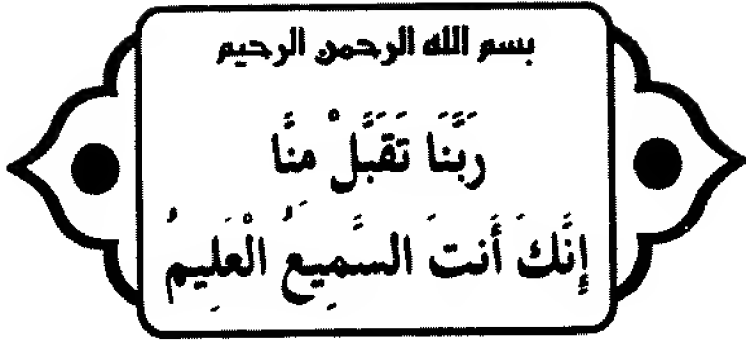 بسم الله الرحمن الرحيم
رَبَّنَا تَقَبَّلْ مِنَّا
إِنَّكَ أَنتَ السَّمِيعُ الْعَلِيمُ